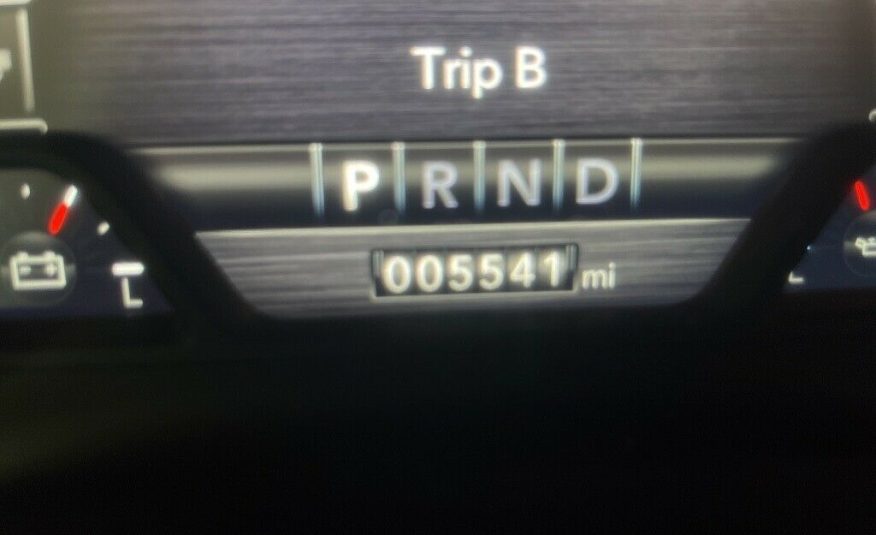 Trip B
P R N D
005541 mi
L
L